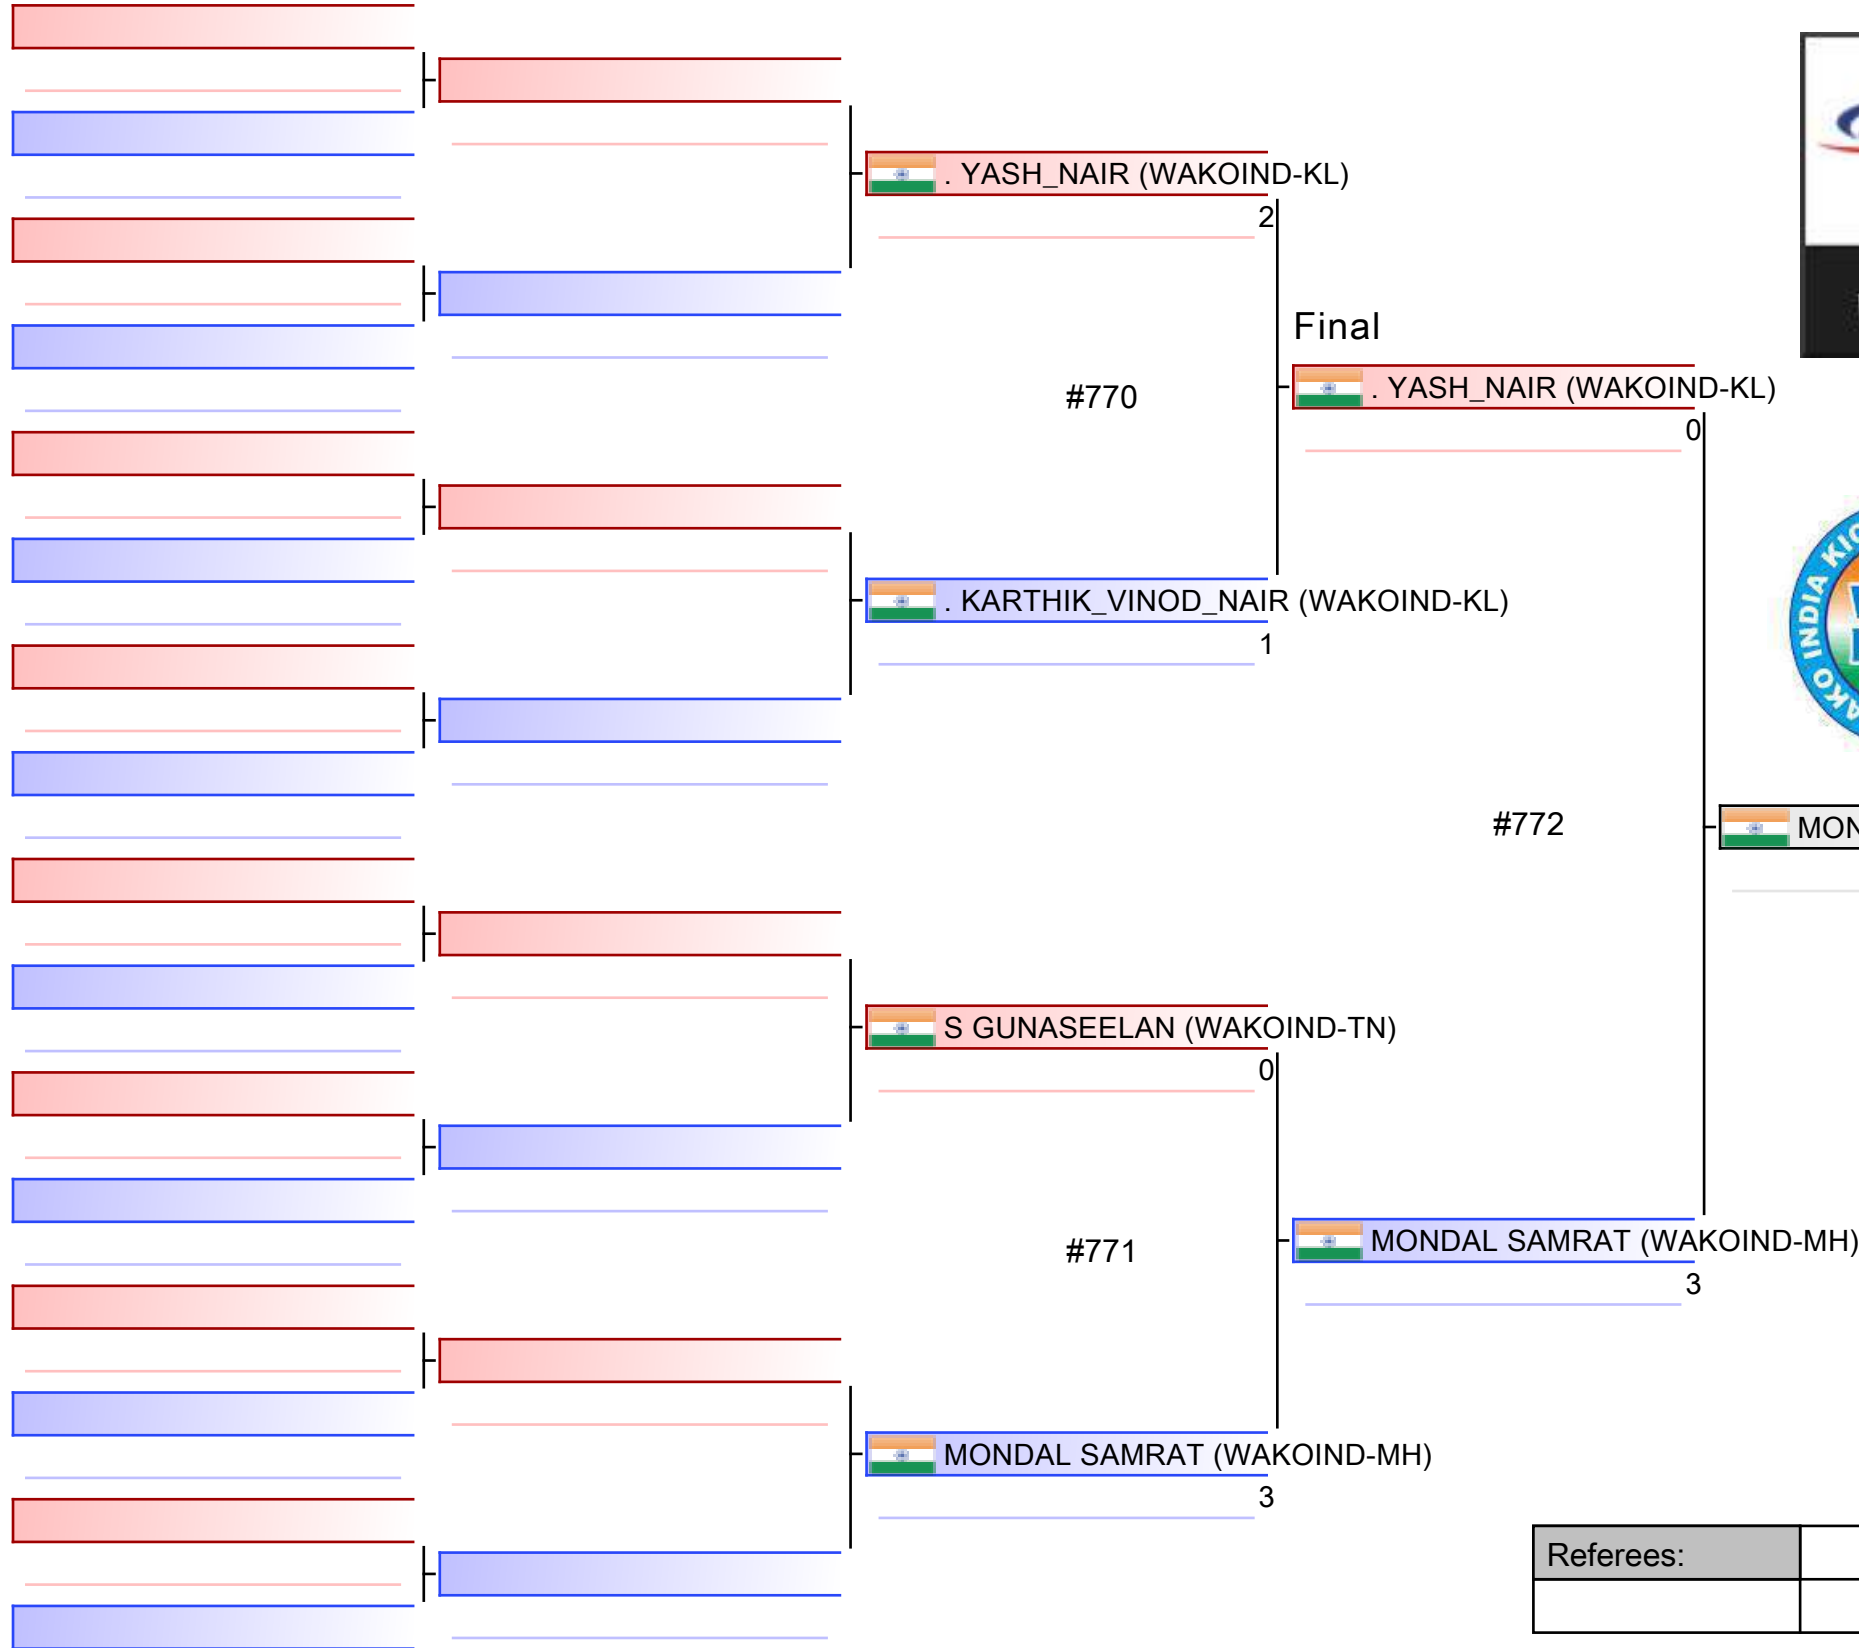 . YASH_NAIR (WAKOIND-KL)
2
Final
#770
. YASH_NAIR (WAKOIND-KL)
0
. KARTHIK_VINOD_NAIR (WAKOIND-KL)
1
INDIA
#772
MON
S GUNASEELAN (WAKOIND-TN)
0
#771
MONDAL SAMRAT (WAKOIND-MH)
3
MONDAL SAMRAT (WAKOIND-MH)
3
Referees: